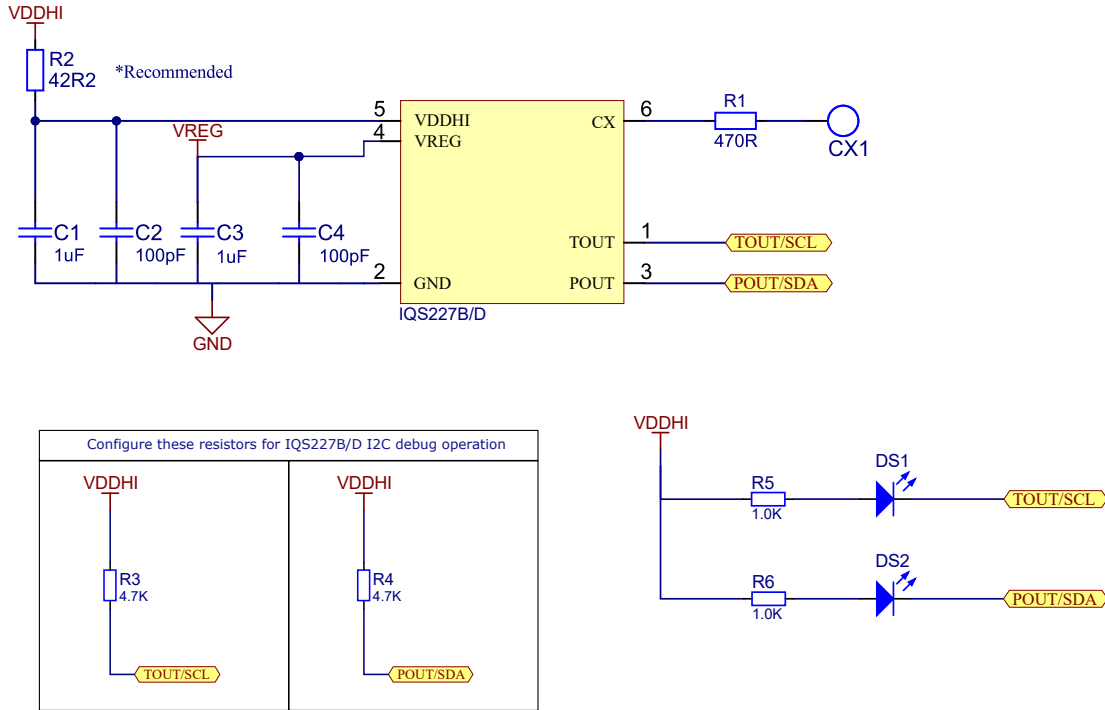 VDDHI
R2
42R2
*Recommended
VREG
5
4
2
VDDHI
VREG
GND
CX
TOUT
POUT
6
1
3
R1
470R
CX1
TOUT/SCL
POUT/SDA
C1
1uF
C2
100pF
C3
1uF
C4
100pF
IQS227B/D
GND
Configure these resistors for IQS227B/D I2C debug operation
VDDHI
R3
4.7K
TOUT/SCL
VDDHI
R4
4.7K
POUT/SDA
VDDHI
R5
1.0K
DS1
TOUT/SCL
R6
1.0K
DS2
POUT/SDA